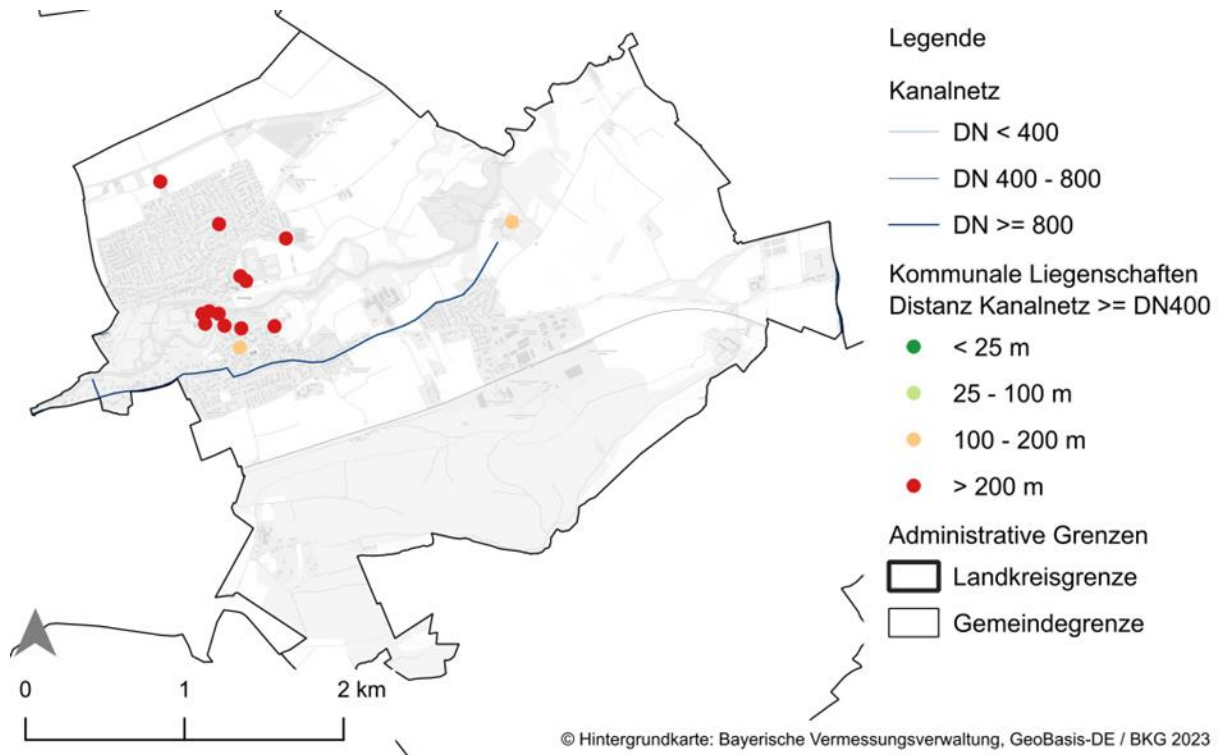 Legende
Kanalnetz
DN < 400
DN 400 - 800
DN >= 800
Kommunale Liegenschaften
Distanz Kanalnetz >= DN400
< 25 m
25 - 100 m
100 - 200 m
> 200 m
Administrative Grenzen
Landkreisgrenze
Gemeindegrenze
0 1 2 km
© Hintergrundkarte: Bayerische Vermessungsverwaltung, GeoBasis-DE / BKG 2023